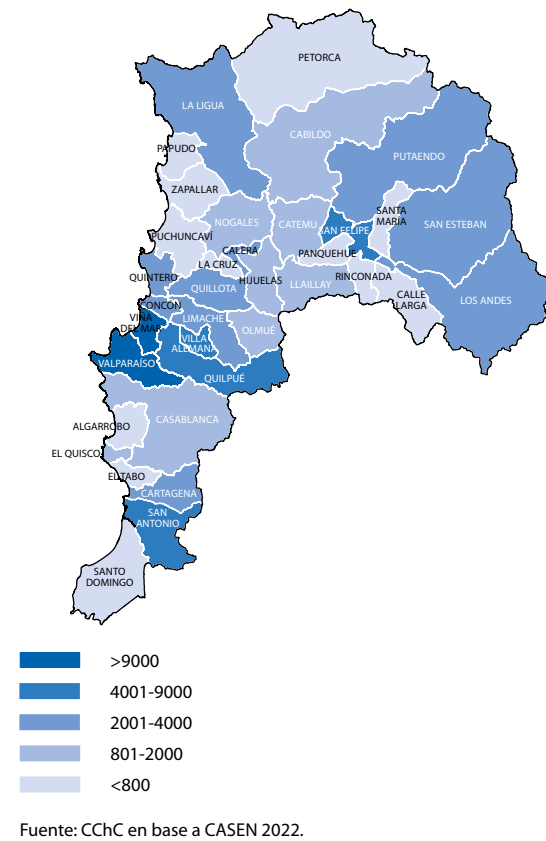 PETORCA
LA LIGUA
CABILDO
PAPUDO
PUTAENDO
ZAPALLAR
SANTA
MARÍA
NOGALES
CATEMU
SAN FELIPE
SAN ESTEBAN
PUCHUNCAVÍ
CALERA
PANQUEHUE
LA CRUZ
QUINTERO
HIJUELAS
RINCONADA
QUILLOTA
LLAILLAY
CALLE
LARGA
LOS ANDES
CONCÓN
VIÑA
DEL MAR
LIMACHE
OLMUÉ
VILLA
ALEMANA
VALPARAÍSO
QUILPUÉ
CASABLANCA
ALGARROBO
EL QUISCO
EL TABO
CARTAGENA
SAN
ANTONIO
SANTO
DOMINGO
>9000
4001-9000
2001-4000
801-2000
<800
Fuente: CChC en base a CASEN 2022.